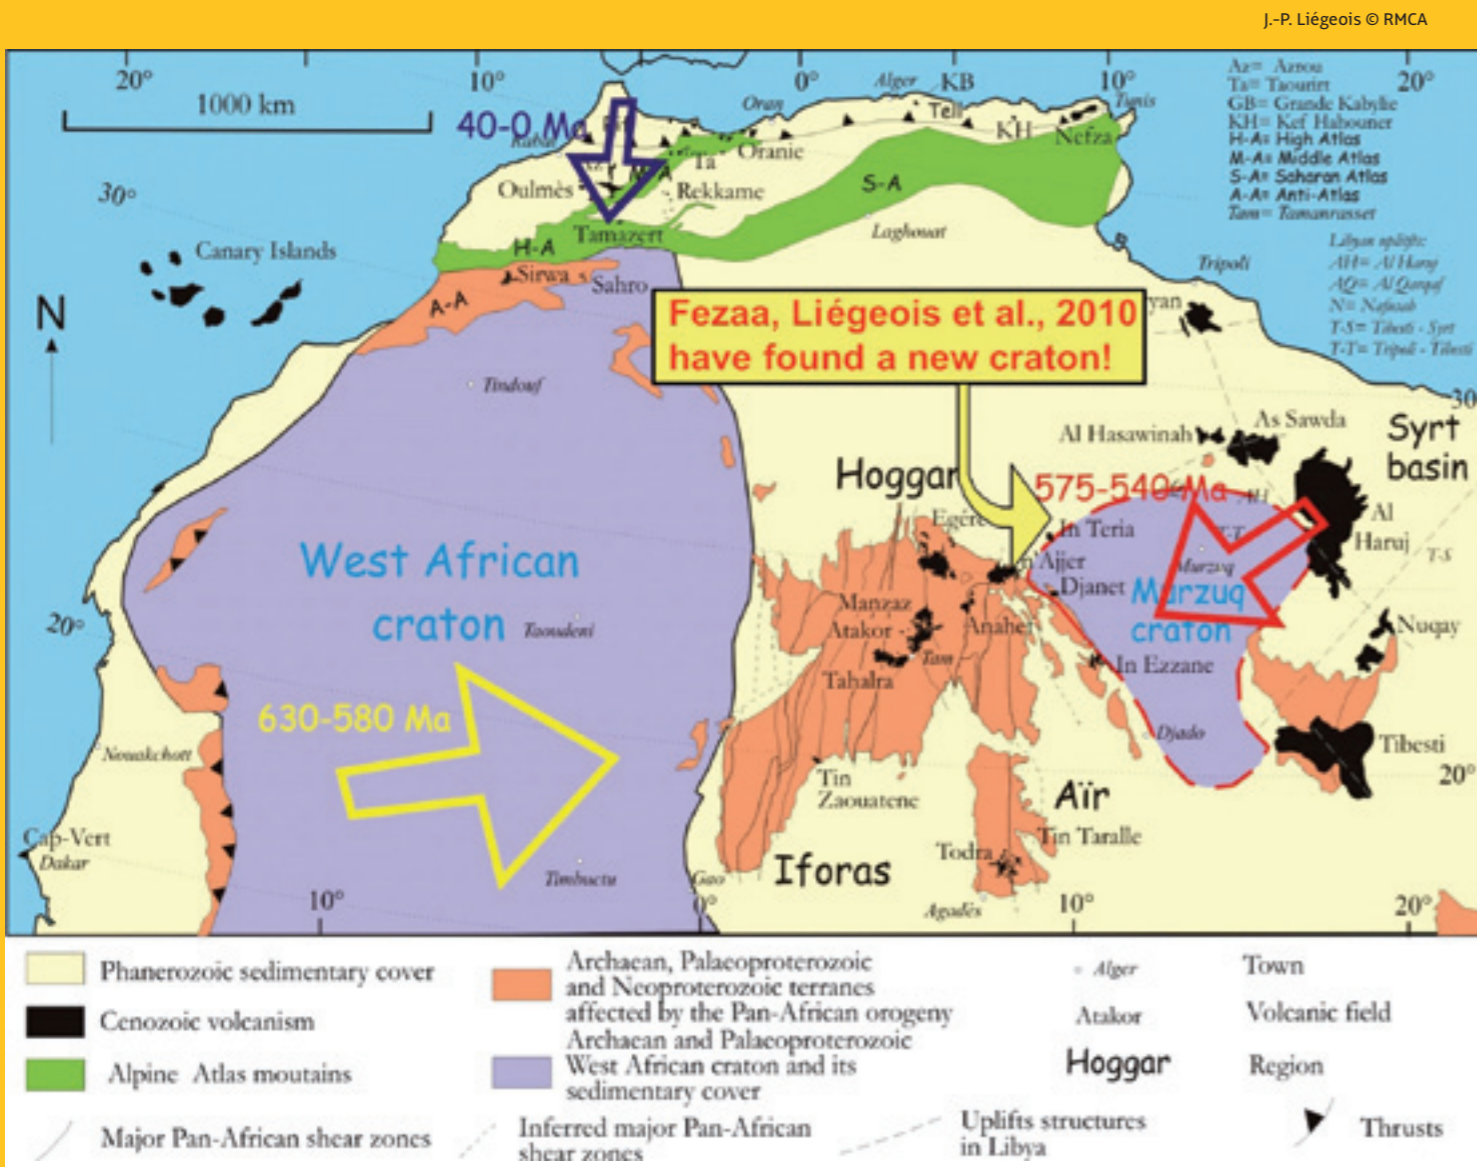 J.-P. Liégeois © RMCA
20°
10°
0°
10°
20°
1000 km
40-0 Ma
Rabat
Alger
KB
Oran
Tell
Tunis
KH
Nefza
Az= Azrou
Ta= Taourirt
GB= Grande Kabylie
KH= Kef Hahouner
H-A= High Atlas
M-A= Middle Atlas
S-A= Saharan Atlas
A-A= Anti-Atlas
Tam= Tamanrasset
30°
Oulmès
M-A
Ta
Oranie
Rekkame
S-A
Laghouat
Canary Islands
H-A
Tamazert
Sirwa
Sahro
A-A
Tripoli
Libyan uplifts:
AH= Al Haruj
AQ= Al Qarqaf
N= Nafusah
T-S= Tibesti - Syrt
T-T= Tripoli - Tibesti
N
Fezaa, Liégeois et al., 2010
have found a new craton!
yan
Tindouf
30
Al Hasawinah
As Sawda
Syrt
basin
Hoggar
575-540 Ma
AH
Egéré
In Teria
T-T
Al
Haruj
T-S
West African
craton
n'Ajjer
Murzuq
Djanet
Murzuq
craton
Manzaz
Atakor
Anahef
Nuqay
20°
Taoudeni
Tam
Tahalra
In Ezzane
630-580 Ma
Nouakchott
Djado
Tibesti
20°
Tin
Zaouatene
Aïr
Tin Taralle
Cap-Vert
Dakar
Timbuctu
Gao
Iforas
Todra
Agadès
10°
0°
10°
20°
Phanerozoic sedimentary cover
Cenozoic volcanism
Alpine Atlas moutains
Major Pan-African shear zones
Archaean, Palaeoproterozoic
and Neoproterozoic terranes
affected by the Pan-African orogeny
Archaean and Palaeoproterozoic
West African craton and its
sedimentary cover
Inferred major Pan-African
shear zones
Alger
Town
Atakor
Volcanic field
Hoggar
Region
Uplifts structures
in Libya
Thrusts